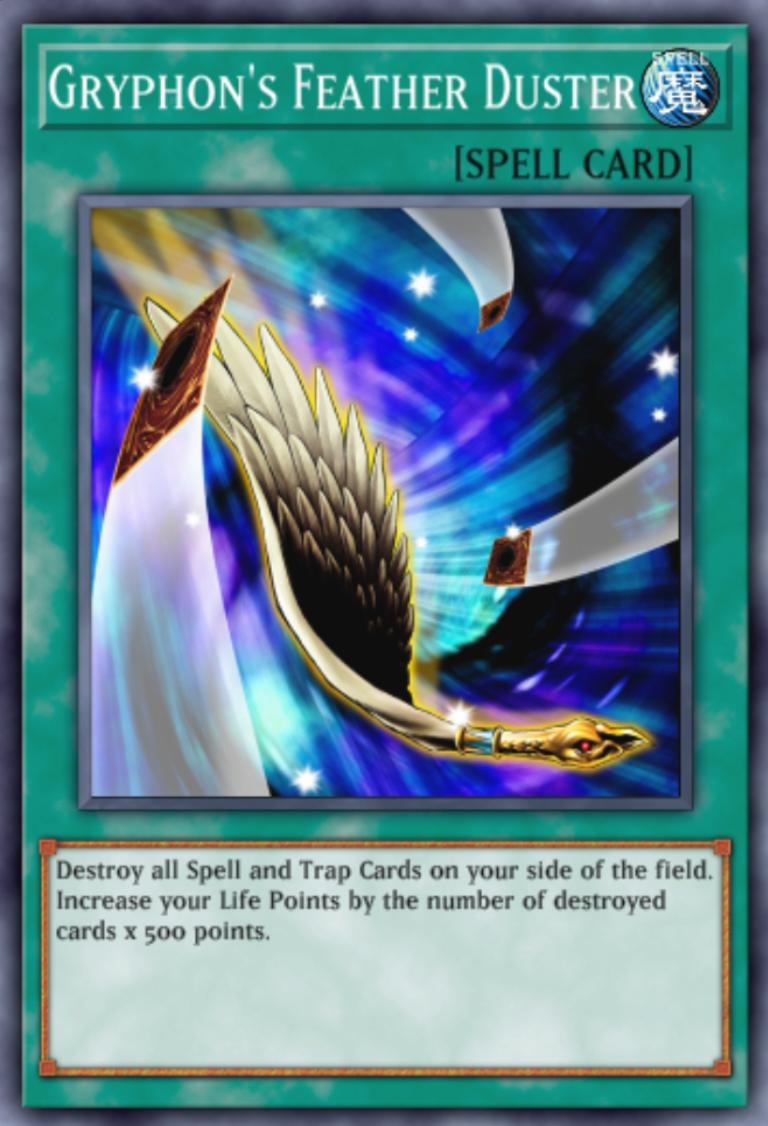 GRYPHON'S FEATHER DUSTER
SPELL
魔
[SPELL CARD]
Destroy all Spell and Trap Cards on your side of the field.
Increase your Life Points by the number of destroyed
cards x 500 points.